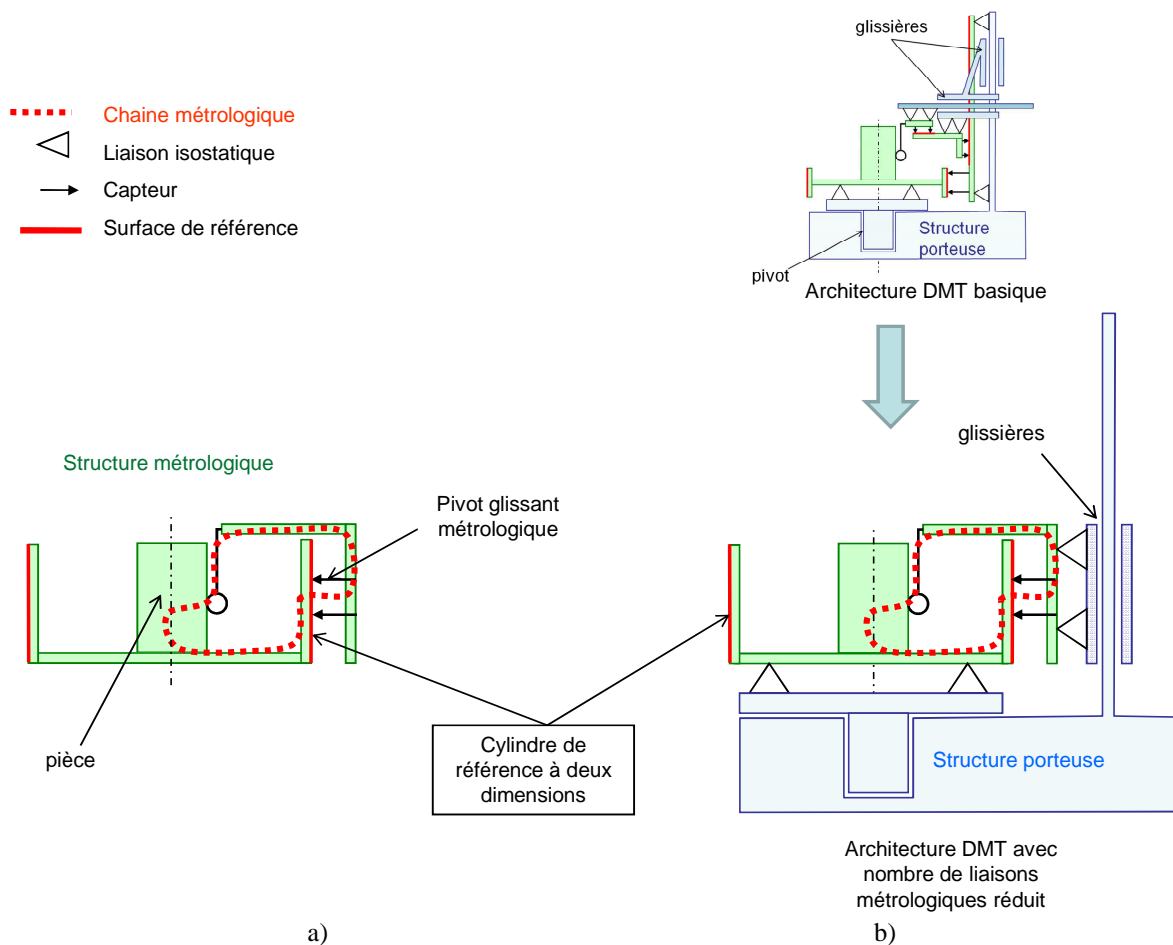 glissières
Chaine métrologique
Liaison isostatique
Capteur
Surface de référence
Structure
porteuse
pivot
Architecture DMT basique
glissières
Structure métrologique
Pivot glissant
métrologique
pièce
Cylindre de
référence à deux
dimensions
Structure porteuse
Architecture DMT avec
nombre de liaisons
métrologiques réduit
a)
b)